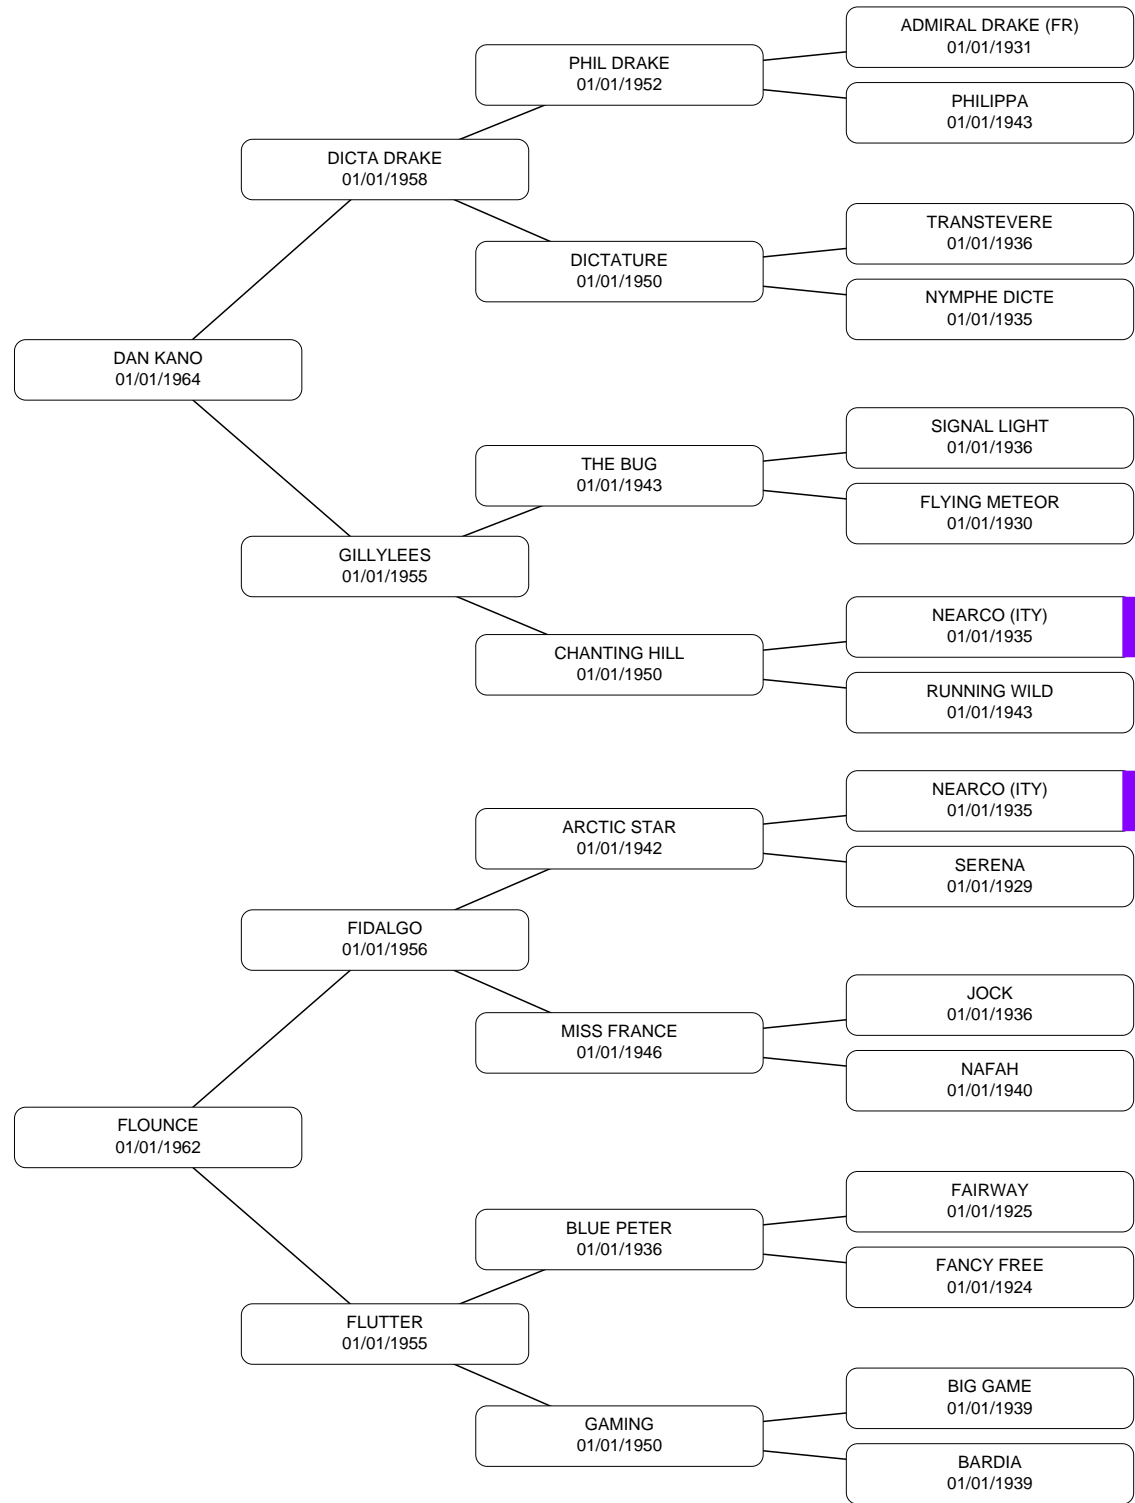 ADMIRAL DRAKE (FR)
01/01/1931
PHIL DRAKE
01/01/1952
PHILIPPA
01/01/1943
DICTA DRAKE
01/01/1958
TRANSTEVERE
01/01/1936
DICTATURE
01/01/1950
NYMPHE DICTE
01/01/1935
DAN KANO
01/01/1964
SIGNAL LIGHT
01/01/1936
THE BUG
01/01/1943
FLYING METEOR
01/01/1930
GILLYLEES
01/01/1955
NEARCO (ITY)
01/01/1935
CHANTING HILL
01/01/1950
RUNNING WILD
01/01/1943
NEARCO (ITY)
01/01/1935
ARCTIC STAR
01/01/1942
SERENA
01/01/1929
FIDALGO
01/01/1956
JOCK
01/01/1936
MISS FRANCE
01/01/1946
NAFAH
01/01/1940
FLOUNCE
01/01/1962
FAIRWAY
01/01/1925
BLUE PETER
01/01/1936
FANCY FREE
01/01/1924
FLUTTER
01/01/1955
BIG GAME
01/01/1939
GAMING
01/01/1950
BARDIA
01/01/1939